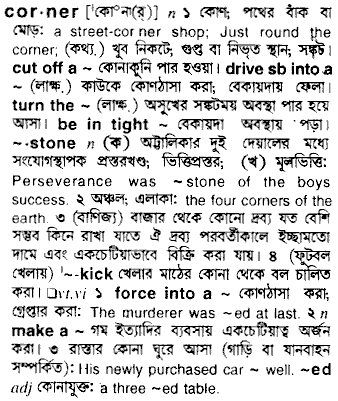 cor·ner ['কোº্না(র্)] n ১ কোণ; পথের বাঁক বা
মোড়: a street-corner shop; Just round the
corner; (কথ্য.) খুব নিকটে; গুপ্ত বা নিভৃত স্থান; সঙ্কট।
cut off a ~ কোনাকুনি পার হওয়া। drive sb into a
~ (লাক্ষ.) কাউকে কোণঠাসা করা; বেকায়দায় ফেলা।
turn the ~ (লাক্ষ.) অসুখের সঙ্কটময় অবস্থা পার হয়ে
আসা। be in tight ~ বেকায়দা অবস্থায় পড়া।
~-stone n (ক) অট্টালিকার দুই দেয়ালের মধ্যে
সংযোগস্থাপক প্রস্তরখণ্ড; ভিত্তিপ্রস্তর; (খ) মূলভিত্তি:
Perseverance was ~stone of the boys
success. ২ অঞ্চল; এলাকা: the four corners of the
earth. ৩ (বাণিজ্য) বাজার থেকে কোনো দ্রব্য যত বেশি
সম্ভব কিনে রাখা যাতে ঐ দ্রব্য পরবর্তীকালে ইচ্ছামতো
দামে এবং একচেটিয়াভাবে বিক্রি করা যায়। ৪ (ফুটবল
খেলায়) '~-kick খেলার মাঠের কোনা থেকে বল চালিত
করা। □vt.vi ১ force into a ~ কোণঠাসা করা;
গ্রেপ্তার করা: The murderer was ~ed at last. ২ n
make a ~ গম ইত্যাদির ব্যবসায় একচেটিয়াত্ব অর্জন
করা। ৩ রাস্তার কোনা ঘুরে আসা (গাড়ি বা যানবাহন
সম্পর্কিত): His newly purchased car ~ well. ~ed
adj কোনাযুক্ত: a three ~ed table.